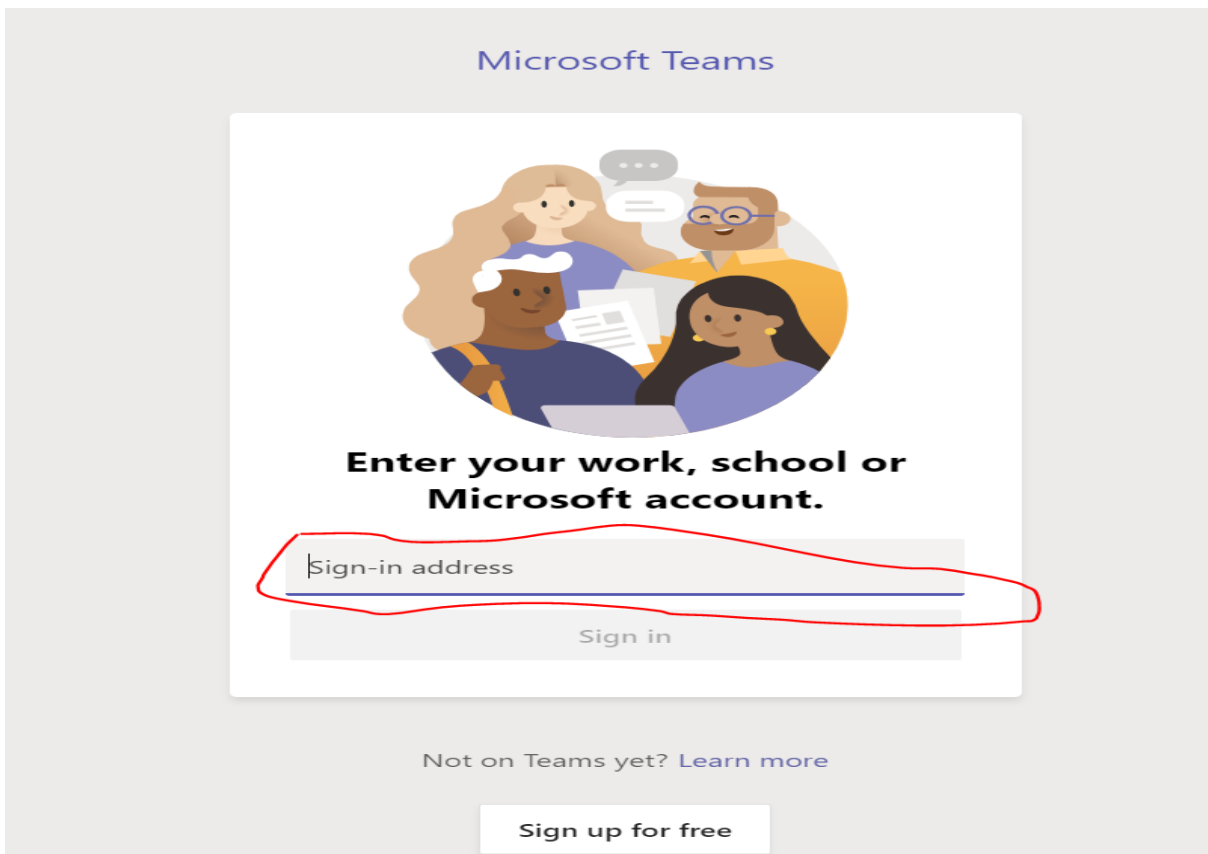 Microsoft Teams
Enter your work, school or
Microsoft account.
Sign-in address
Sign in
Not on Teams yet? Learn more
Sign up for free